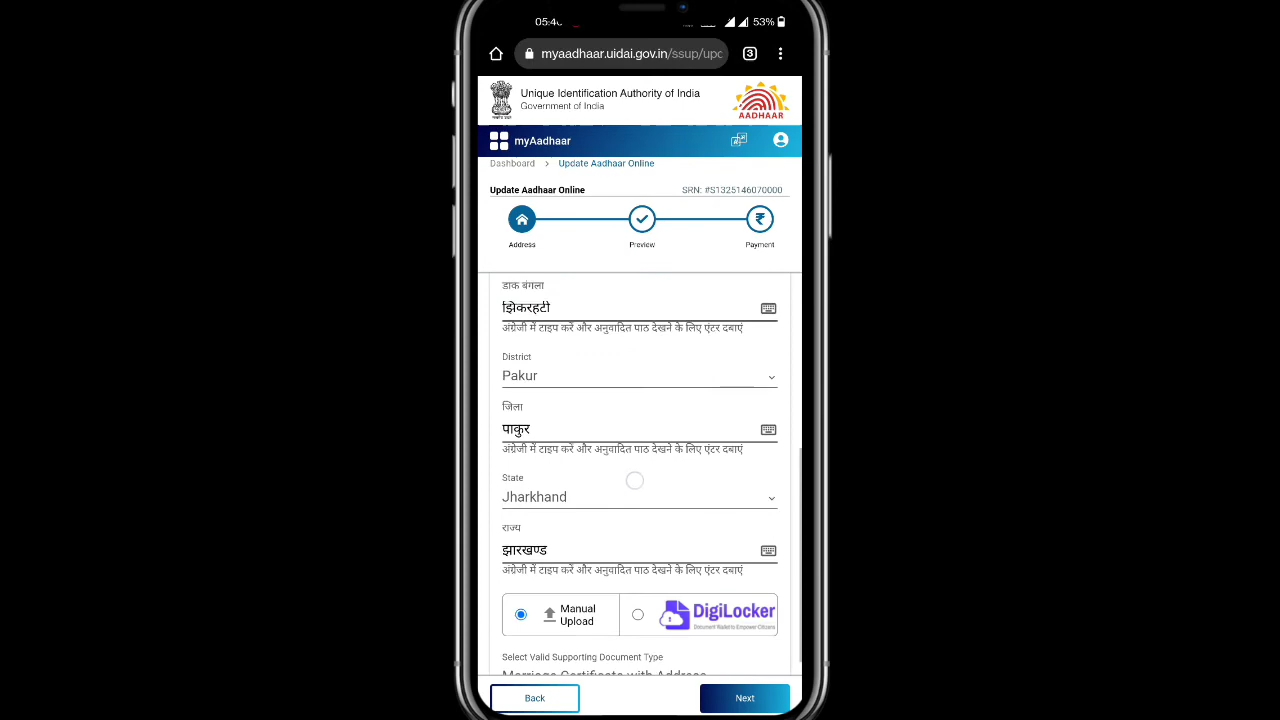 53%
myaadhaar.uidai.gov.in/ssup/upd
3
Unique Identification Authority of India
Government of India
AADHAAR
myAadhaar
Dashboard > Update Aadhaar Online
Update Aadhaar Online SRN: #S1325146070000
₹
Address Preview Payment
डाक बंगला
झिकरहटी
अंग्रेजी में टाइप करें और अनुवादित पाठ देखने के लिए एंटर दबाएं
District
Pakur
जिला
पाकुर
अंग्रेजी में टाइप करें और अनुवादित पाठ देखने के लिए एंटर दबाएं
State
Jharkhand
राज्य
झारखण्ड
अंग्रेजी में टाइप करें और अनुवादित पाठ देखने के लिए एंटर दबाएं
Manual
Upload
DigiLocker
Document Wallet to Empower Citizens
Select Valid Supporting Document Type
Marriage Certificate with Address
Back Next